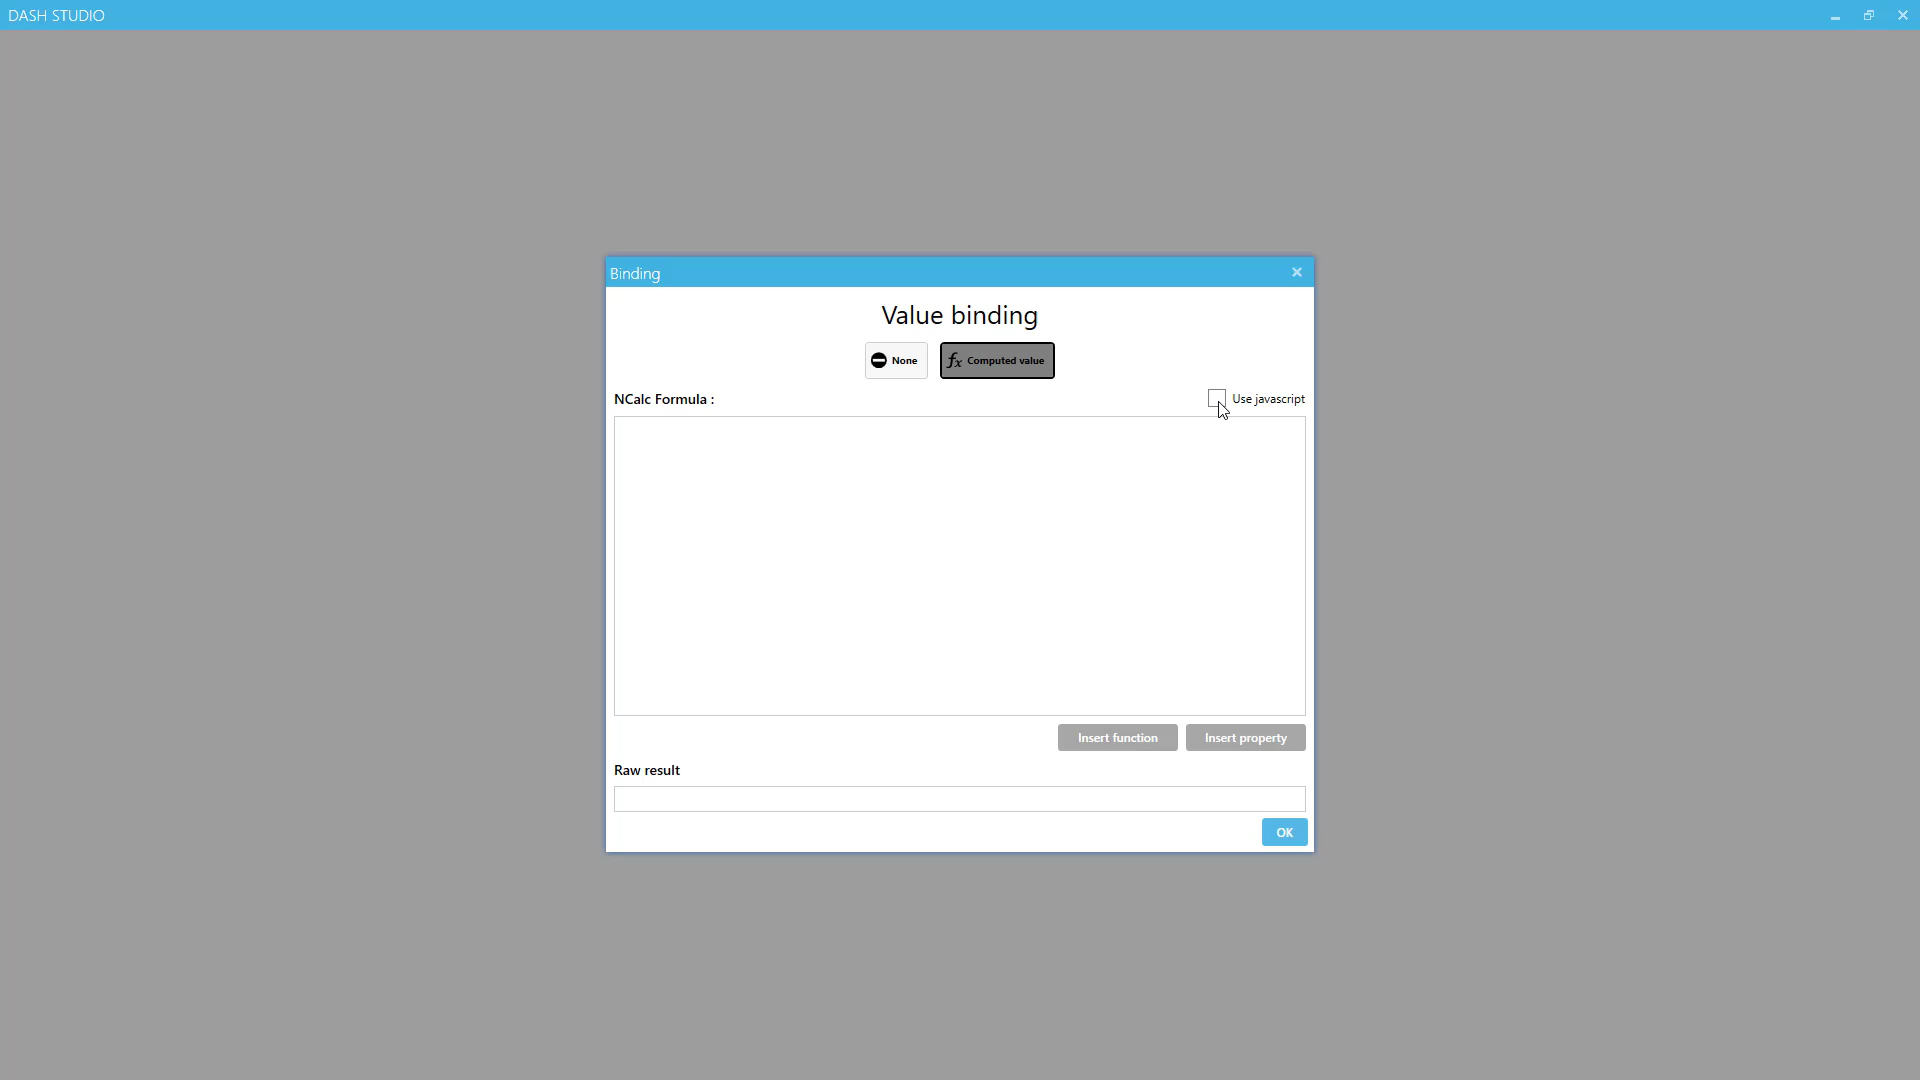 DASH STUDIO
Binding
Value binding
None
fx Computed value
NCalc Formula :
Use javascript
Insert function
Insert property
Raw result
OK